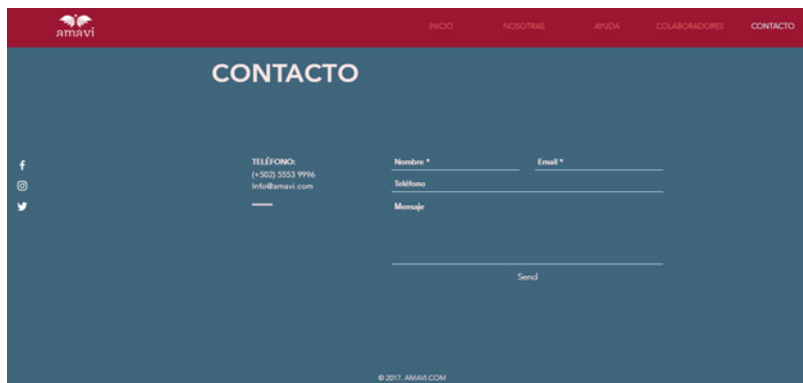 amavi
INICIO NOSOTRAS AYUDA COLABORADORES CONTACTO
CONTACTO
TELÉFONO:
(+502) 5553 9996
Info@amavi.com
Nombre * Email *
Teléfono
Mensaje
Send
© 2017. AMAVI.COM